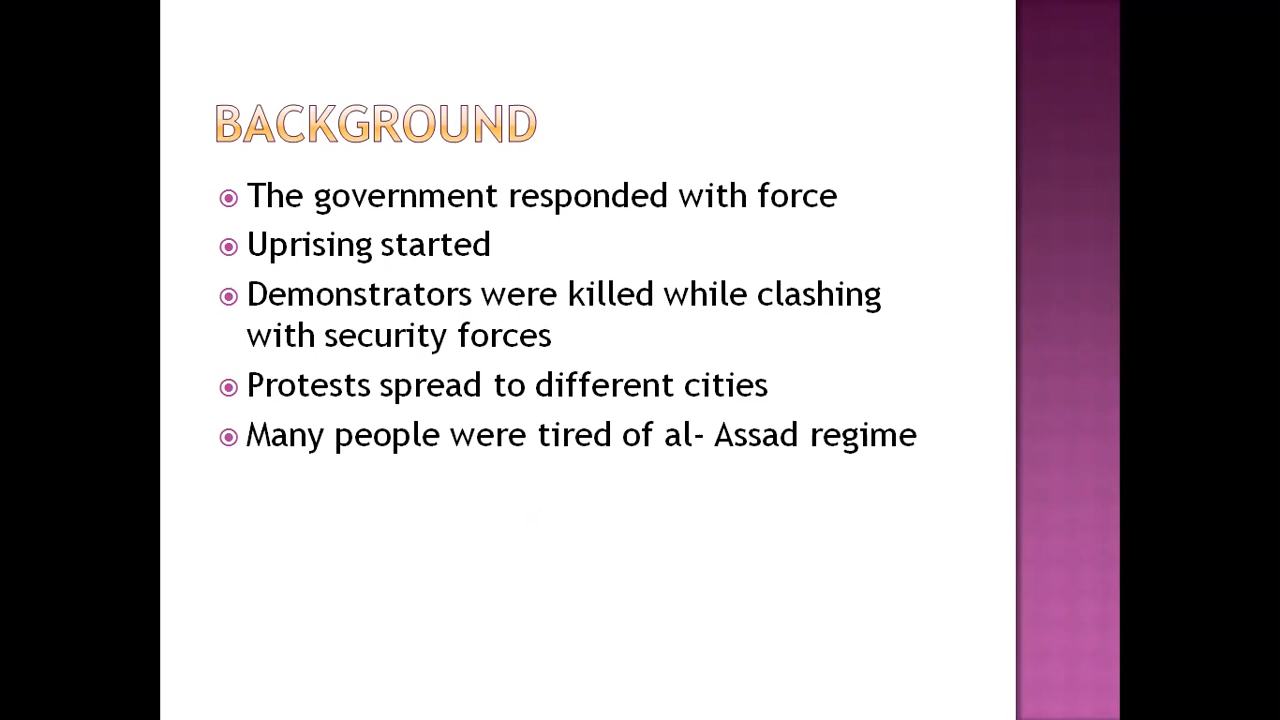 BACKGROUND
The government responded with force
Uprising started
Demonstrators were killed while clashing
with security forces
Protests spread to different cities
Many people were tired of al- Assad regime